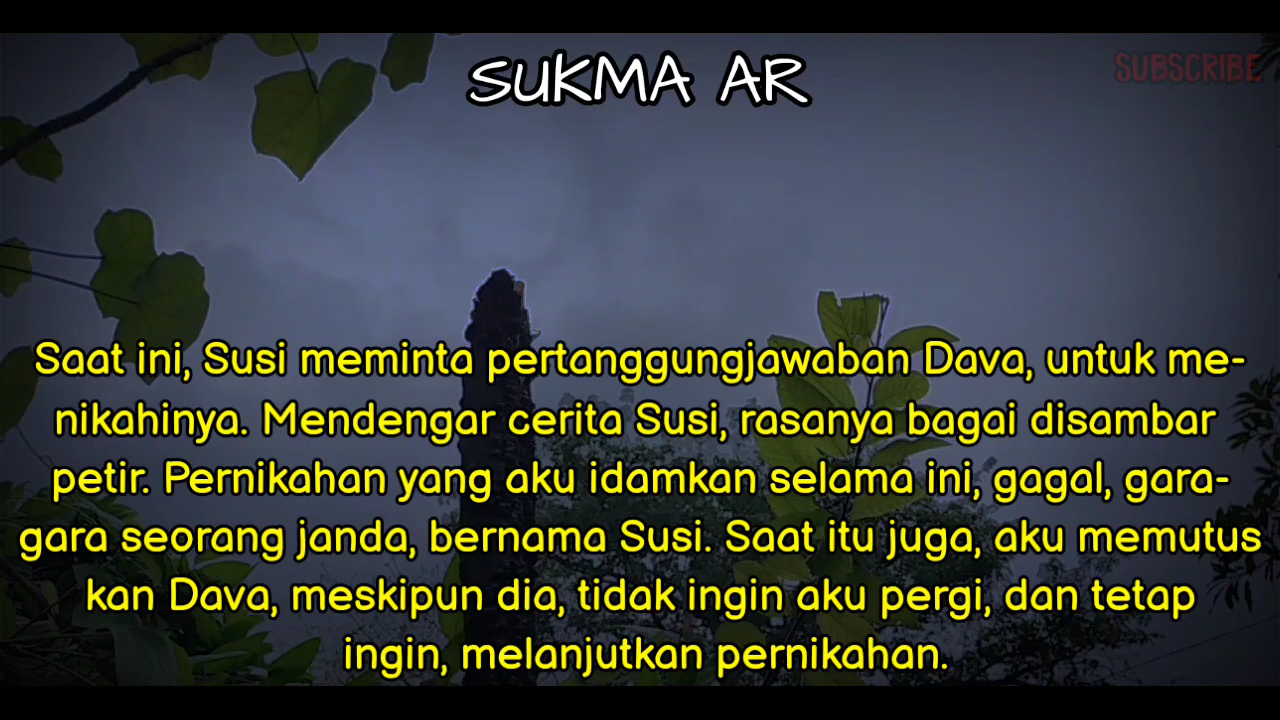 SUKMA AR
SUBSCRIBE
Saat ini, Susi meminta pertanggungjawaban Dava, untuk me-
nikahinya. Mendengar cerita Susi, rasanya bagai disambar
petir. Pernikahan yang aku idamkan selama ini, gagal, gara-
gara seorang janda, bernama Susi. Saat itu juga, aku memutus
kan Dava, meskipun dia, tidak ingin aku pergi, dan tetap
ingin, melanjutkan pernikahan.